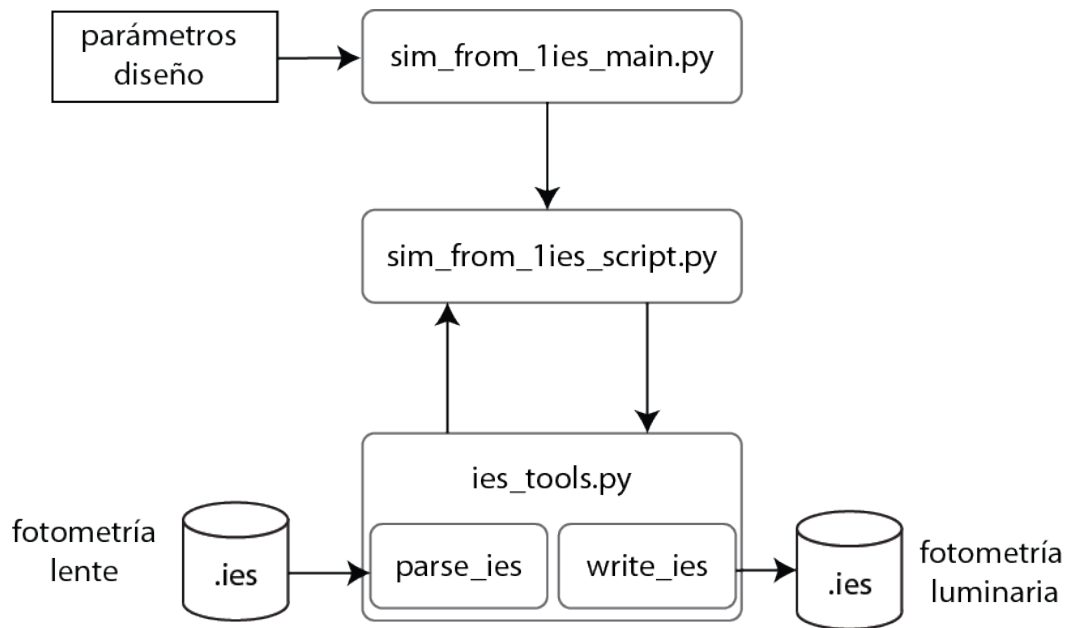 parámetros
diseño
sim_from_1ies_main.py
sim_from_1ies_script.py
ies_tools.py
fotometría
lente
.ies
parse_ies
write_ies
.ies
fotometría
luminaria